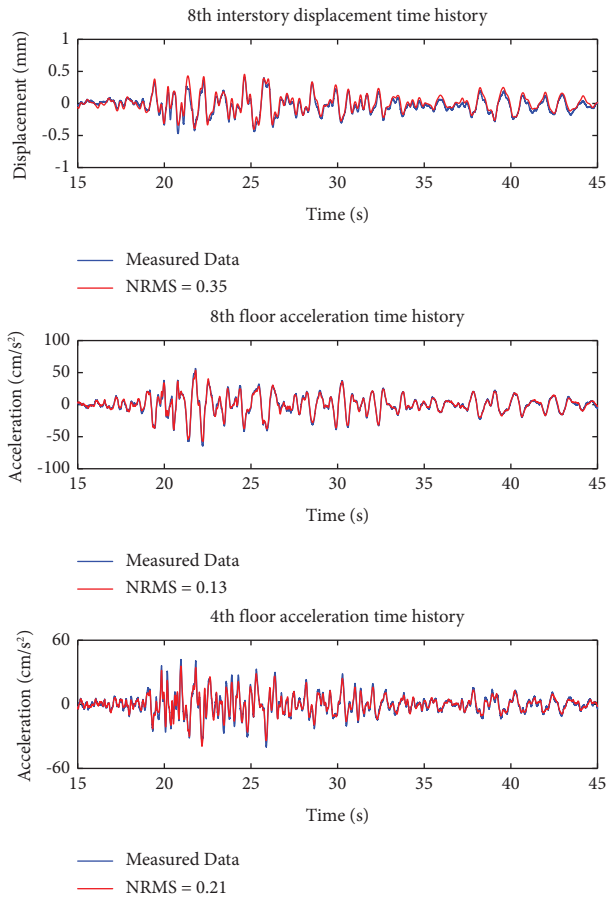 8th interstory displacement time history
Displacement (mm)
1
0.5
0
-0.5
-1
15 20 25 30 35 40 45
Time (s)
Measured Data
NRMS = 0.35
8th floor acceleration time history
Acceleration (cm/s²)
100
50
0
-50
-100
15 20 25 30 35 40 45
Time (s)
Measured Data
NRMS = 0.13
4th floor acceleration time history
Acceleration (cm/s²)
60
0
-60
15 20 25 30 35 40 45
Time (s)
Measured Data
NRMS = 0.21